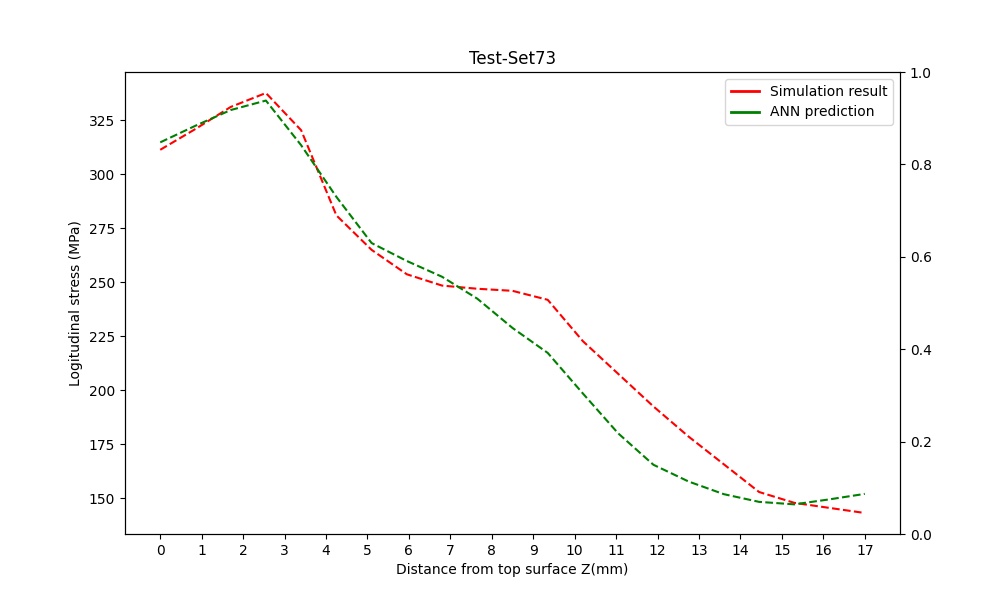 Test-Set73
Simulation result
ANN prediction
Logitudinal stress (MPa)
325
300
275
250
225
200
175
150
1.0
0.8
0.6
0.4
0.2
0.0
0 1 2 3 4 5 6 7 8 9 10 11 12 13 14 15 16 17
Distance from top surface Z(mm)